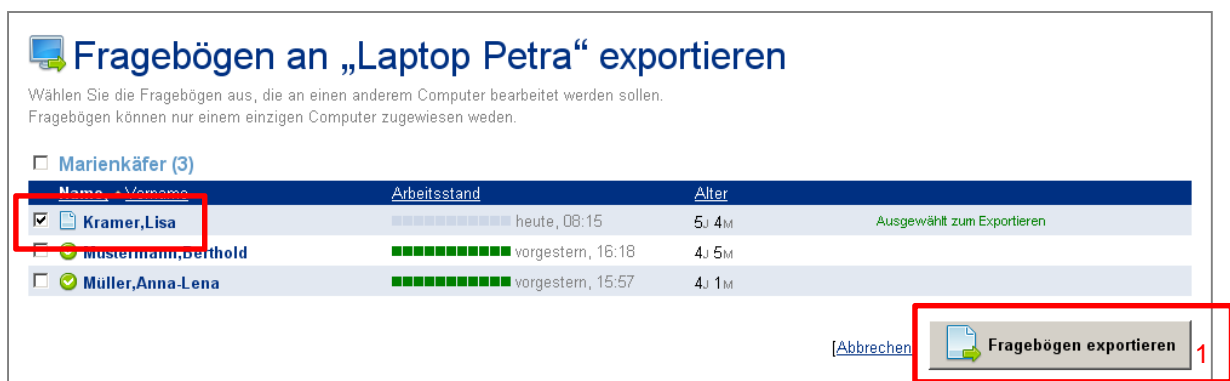 Fragebögen an „Laptop Petra“ exportieren
Wählen Sie die Fragebögen aus, die an einen anderem Computer bearbeitet werden sollen.
Fragebögen können nur einem einzigen Computer zugewiesen weden.
Marienkäfer (3)
Name, Vorname Arbeitsstand Alter
Kramer,Lisa heute, 08:15 5J 4M Ausgewählt zum Exportieren
Mustermann,Berthold vorgestern, 16:18 4J 5M
Müller,Anna-Lena vorgestern, 15:57 4J 1M
[Abbrechen Fragebögen exportieren 1